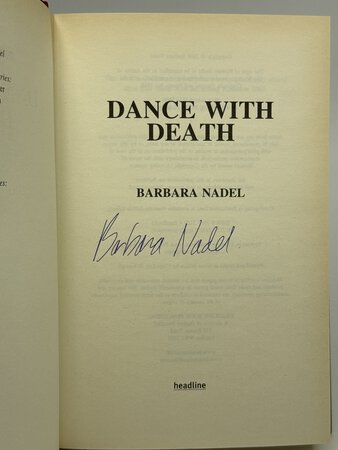 DANCE WITH
DEATH
BARBARA NADEL
Barbara Nadel
headline